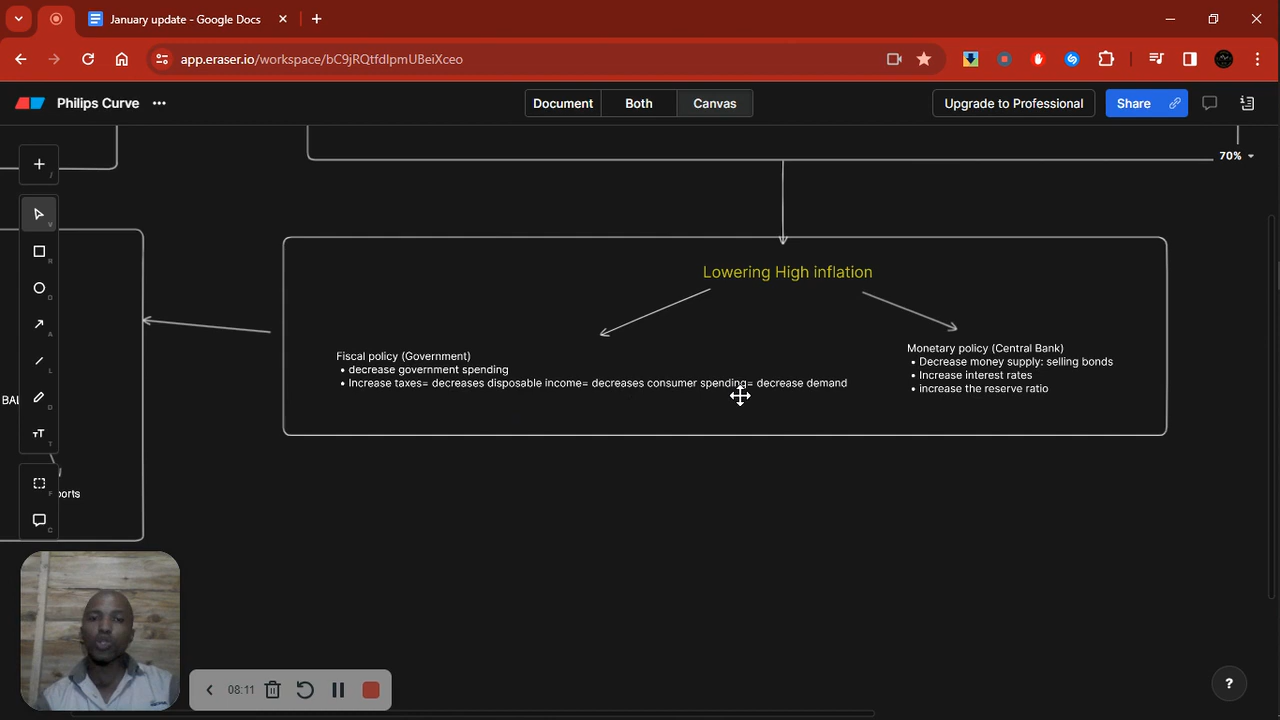 January update - Google Docs
app.eraser.io/workspace/bC9jRQtfdIpmUBeiXceo
Philips Curve
Document
Both
Canvas
Upgrade to Professional
Share
70%
Lowering High inflation
Fiscal policy (Government)
• decrease government spending
• Increase taxes= decreases disposable income= decreases consumer spending= decrease demand
Monetary policy (Central Bank)
• Decrease money supply: selling bonds
• Increase interest rates
• increase the reserve ratio
BAL
ports
08:11
?